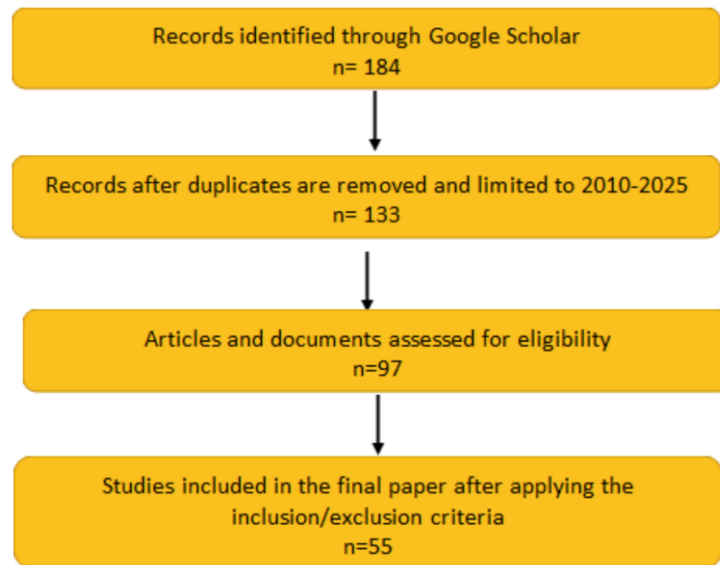 Records identified through Google Scholar
n= 184
Records after duplicates are removed and limited to 2010-2025
n= 133
Articles and documents assessed for eligibility
n=97
Studies included in the final paper after applying the
inclusion/exclusion criteria
n=55